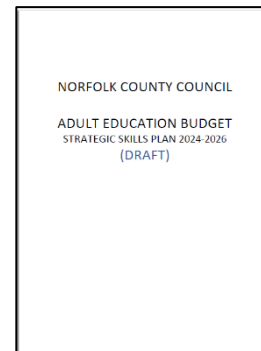 NORFOLK COUNTY COUNCIL
ADULT EDUCATION BUDGET
STRATEGIC SKILLS PLAN 2024-2026
(DRAFT)